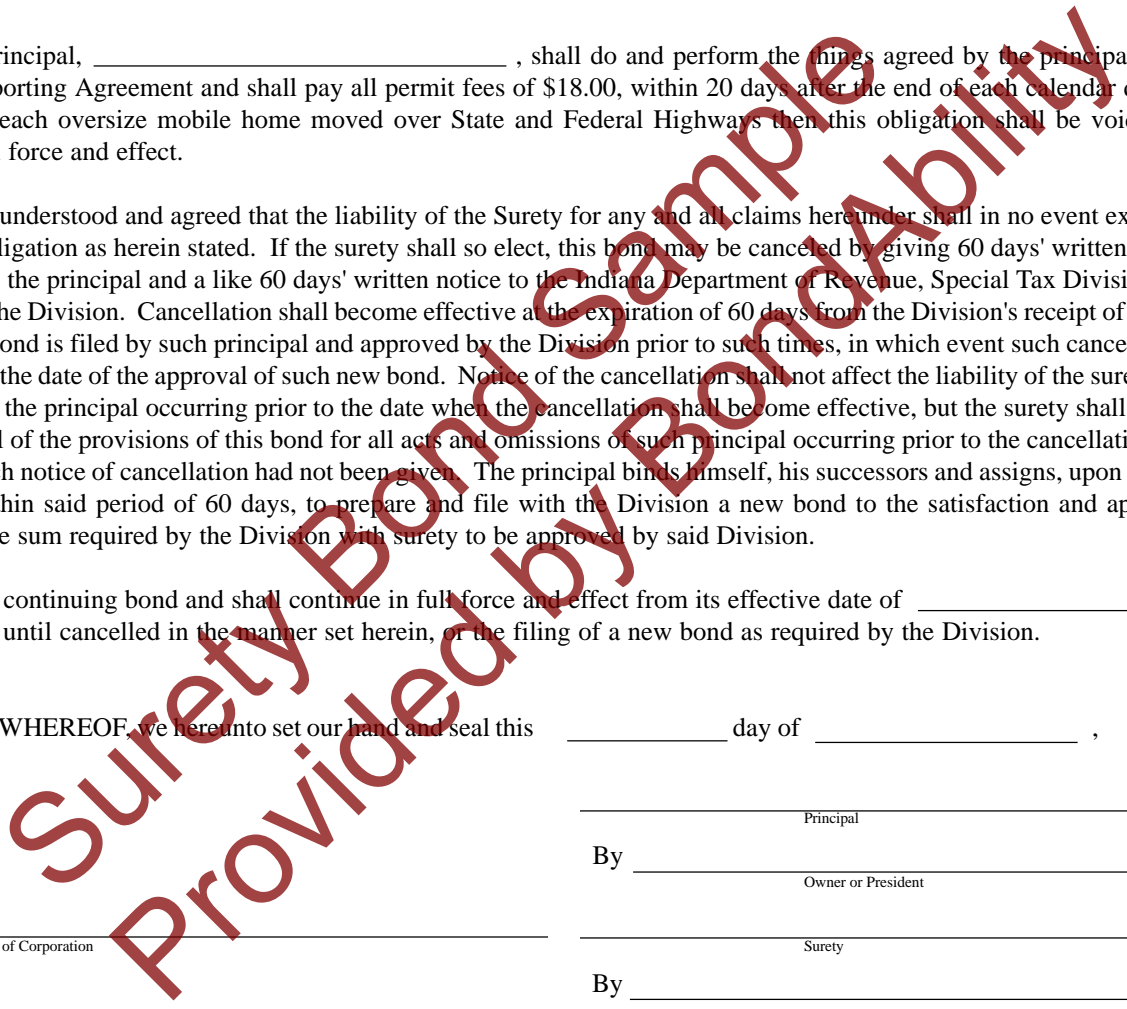 rincipal, ______ , shall do and perform the things agreed by the principa
porting Agreement and shall pay all permit fees of $18.00, within 20 days after the end of each calendar
each oversize mobile home moved over State and Federal Highways then this obligation shall be voi
force and effect.
understood and agreed that the liability of the Surety for any and all claims hereunder shall in no event ex
ligation as herein stated. If the surety shall so elect, this bond may be canceled by giving 60 days' written
the principal and a like 60 days' written notice to the Indiana Department of Revenue, Special Tax Divisi
he Division. Cancellation shall become effective at the expiration of 60 days from the Division's receipt of
ond is filed by such principal and approved by the Division prior to such times, in which event such cance
the date of the approval of such new bond. Notice of the cancellation shall not affect the liability of the sure
the principal occurring prior to the date when the cancellation shall become effective, but the surety shall
l of the provisions of this bond for all acts and omissions of such principal occurring prior to the cancellati
h notice of cancellation had not been given. The principal binds himself, his successors and assigns, upon
thin said period of 60 days, to prepare and file with the Division a new bond to the satisfaction and ap
e sum required by the Division with surety to be approved by said Division.
continuing bond and shall continue in full force and effect from its effective date of ______
until cancelled in the manner set herein, or the filing of a new bond as required by the Division.
WHEREOF, we hereunto set our hand and seal this ______ day of ______ ,
Principal
By ______
Owner or President
of Corporation
Surety
By ______
Surety Bond Sample
Provided by BondAbility